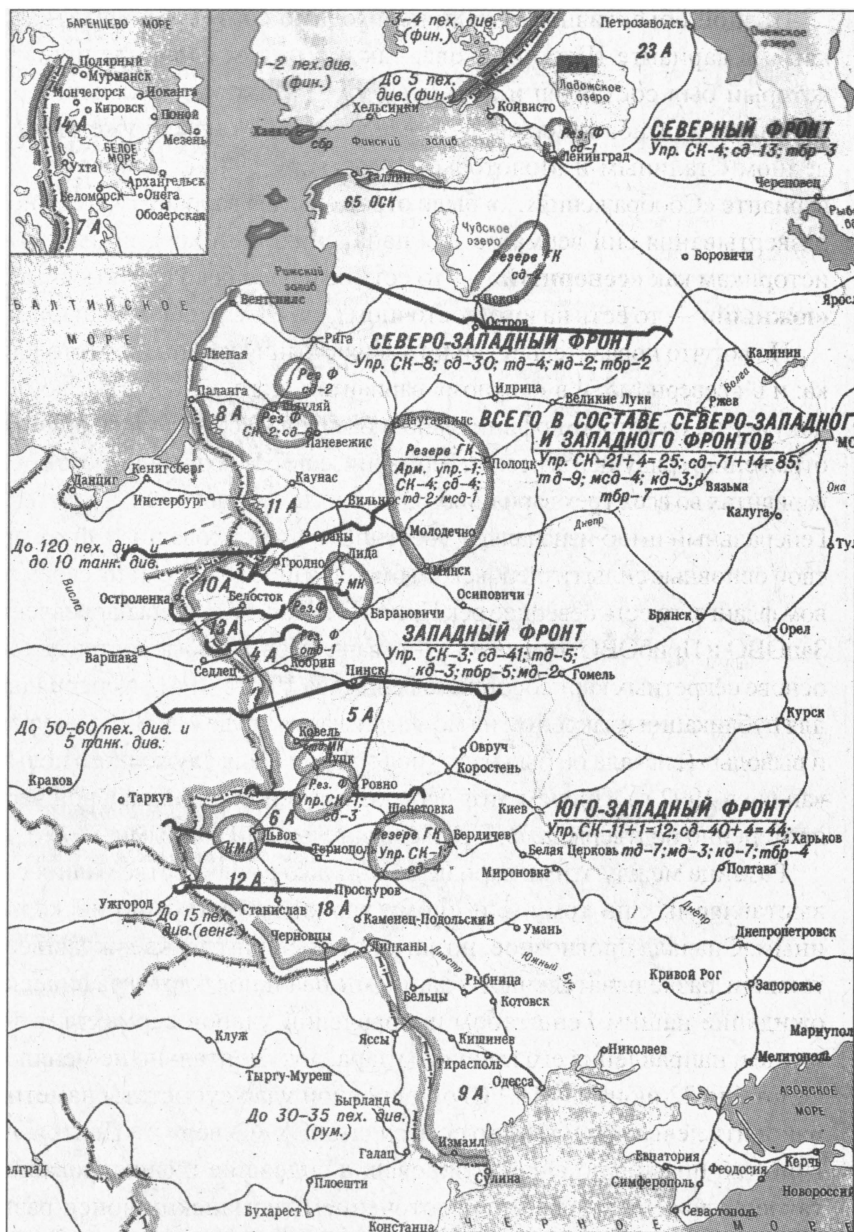 БАРЕНЦЕВО МОРЕ
Полярный
Мурманск
Мончегорск
Иоканга
Кировск
Поной
14 А
Мезень
БЕЛОЕ
МОРЕ
Ухта
Архангельск
Беломорск
Онега
Обозерская
7 А
3–4 пех. див.
(фин.)
Петрозаводск
Онежское
озеро
23 А
1–2 пех.див.
(фин.)
До 5 пех.
див.(фин.)
Ладожское
озеро
Хельсинки
Койвисто
Ханко
сбр
Финский залив
Рез. Ф
сд-1
Ленинград
СЕВЕРНЫЙ ФРОНТ
Упр. СК-4; сд-13; тбр-3
Таллин
65 ОСК
Череповец
Чудское
озеро
Резерв ГК
сд-2
Боровичи
Рижский
залив
Псков
Остров
БАЛТИЙСКОЕ
МОРЕ
Вентспилс
Рига
СЕВЕРО-ЗАПАДНЫЙ ФРОНТ
Упр. СК-8; сд-30; тд-4; мд-2; тбр-2
Калинин
Волга
Лиепая
Рез Ф
сд-2
Идрица
Великие Луки
Ржев
Паланга
8 А
Шяуляй
Рез Ф
СК-2; сд-6
Паневежис
Даугавпилс
ВСЕГО В СОСТАВЕ СЕВЕРО-ЗАПАДНОГО
И ЗАПАДНОГО ФРОНТОВ
Упр. СК-21+4=25; сд-71+14=85;
тд-9; мсд-4; кд-3;
тбр-7
Резерв ГК
Арм. упр.-1;
СК-4; сд-4;
тд-2; мсд-1
Полоцк
Вязьма
Ока
Данциг
Кенигсберг
Каунас
Инстербург
Вильно
Калуга
11 А
Днепр
Ораны
Молодечно
До 120 пех. див и
до 10 танк. див.
Лида
3
Гродно
Минск
Висла
10 А
7 МК
Остроленка
Белосток
Рез.Ф
Осиповичи
Барановичи
Брянск
Орел
13 А
Рез. Ф
отд-1
ЗАПАДНЫЙ ФРОНТ
Упр. СК-3; сд-41; тд-5;
кд-3; тбр-5; мд-2
Варшава
4 А
Седлец
Кобрин
Пинск
Гомель
Курск
5 А
До 50–60 пех. див. и
5 танк. див.
Ковель
Овруч
Луцк
Коростень
Краков
Таркув
Рез. Ф
Упр.СК-1;
сд-3
Ровно
6 А
Шепетовка
Киев
ЮГО-ЗАПАДНЫЙ ФРОНТ
Упр. СК-11+1=12; сд-40+4=44;
тд-7; мд-3; кд-7; тбр-4
Львов
КМА
Резерв ГК
Упр. СК-1;
сд-4
Бердичев
Харьков
Тернополь
Белая Церковь
Мироновка
Полтава
12 А
Проскуров
Ужгород
До 15 пех.
див.(венг.)
Станислав
18 А
Каменец-Подольский
Днепр
Черновцы
Умань
Днепропетровск
Липканы
Днестр
Южный Буг
Рыбница
Бельцы
Котовск
Кривой Рог
Запорожье
Клуж
Яссы
Кишинев
Николаев
Мариупол
Тирасполь
Мелитополь
Тыргу-Муреш
Одесса
Бырлад
До 30–35 пех. див.
(рум.)
9 А
АЗОВСКОЕ
МОРЕ
Галац
Измаил
Евпатория
Керчь
Сулина
Феодосия
Плоешти
Симферополь
Новоросси
Бухарест
Севастополь
Констанца
ЧЕРНОЕ МОР